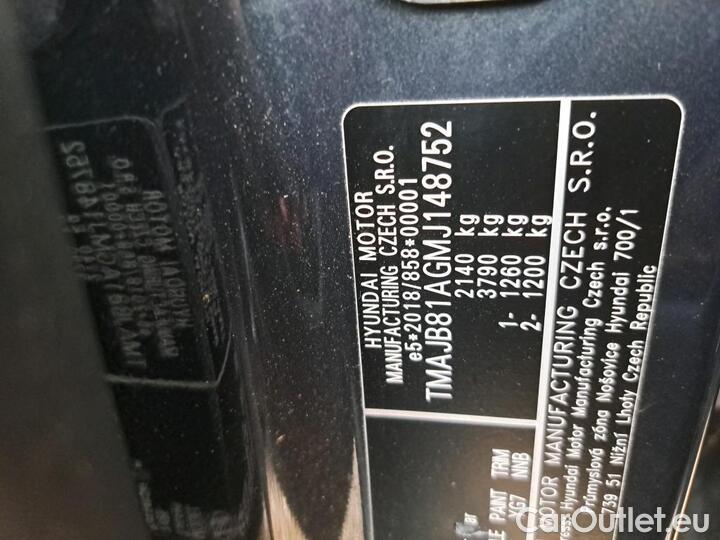 HYUNDAI MOTOR
MANUFACTURING CZECH S.R.O.
e5*2018/858*00001
TMAJB81AGMJ148752
2140 kg
3790 kg
1- 1260 kg
2- 1200 kg
PANT TRIM
YG7 NNB
MOTOR MANUFACTURING CZECH S.R.O.
Hyundai Motor Manufacturing Czech s.r.o.
Průmyslová zóna Nošovice Hyundai 700/1
739 51 Nižní Lhoty Czech Republic
CarOutlet.eu